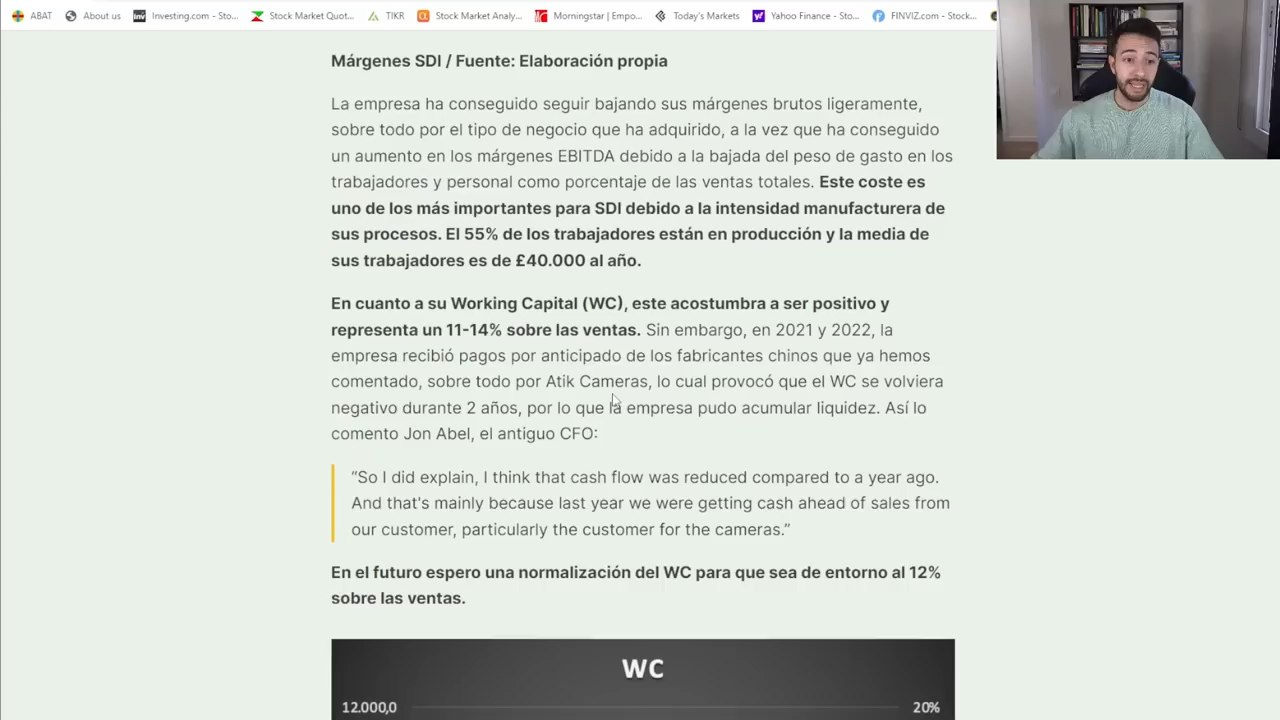 ABAT About us Investing.com - Sto... Stock Market Quot... TIKR Stock Market Analy... Morningstar | Empo... Today's Markets Yahoo Finance - Sto... FINVIZ.com - Stock...
Márgenes SDI / Fuente: Elaboración propia
La empresa ha conseguido seguir bajando sus márgenes brutos ligeramente,
sobre todo por el tipo de negocio que ha adquirido, a la vez que ha conseguido
un aumento en los márgenes EBITDA debido a la bajada del peso de gasto en los
trabajadores y personal como porcentaje de las ventas totales. Este coste es
uno de los más importantes para SDI debido a la intensidad manufacturera de
sus procesos. El 55% de los trabajadores están en producción y la media de
sus trabajadores es de £40.000 al año.
En cuanto a su Working Capital (WC), este acostumbra a ser positivo y
representa un 11-14% sobre las ventas. Sin embargo, en 2021 y 2022, la
empresa recibió pagos por anticipado de los fabricantes chinos que ya hemos
comentado, sobre todo por Atik Cameras, lo cual provocó que el WC se volviera
negativo durante 2 años, por lo que la empresa pudo acumular liquidez. Así lo
comento Jon Abel, el antiguo CFO:
“So I did explain, I think that cash flow was reduced compared to a year ago.
And that's mainly because last year we were getting cash ahead of sales from
our customer, particularly the customer for the cameras.”
En el futuro espero una normalización del WC para que sea de entorno al 12%
sobre las ventas.
WC
12.000,0 20%